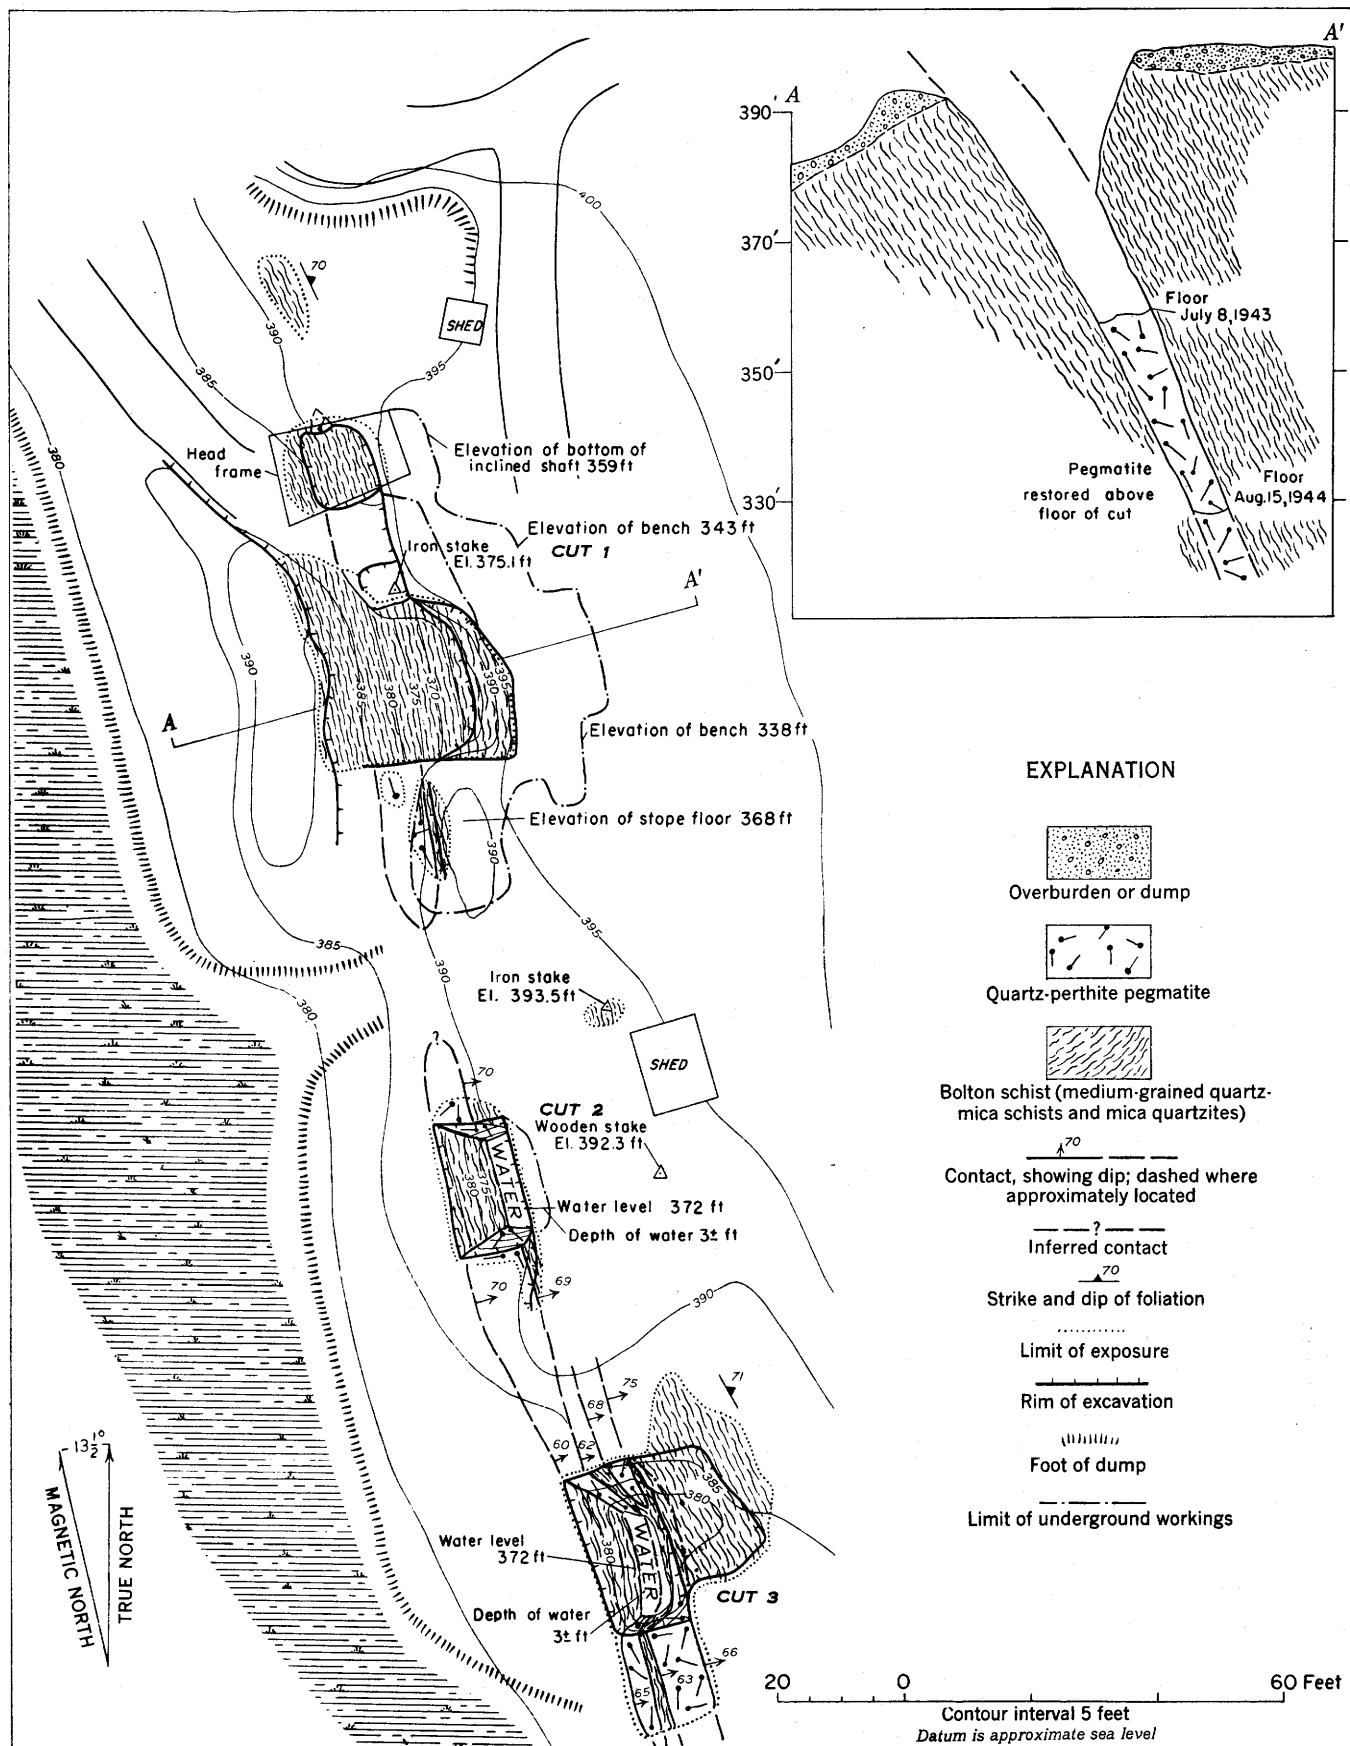 A
A'
390'
370'
350'
330'
Floor
July 8, 1943
Floor
Aug. 15, 1944
Pegmatite
restored above
floor of cut
400
70
SHED
390
385
395
380
Head
frame
Elevation of bottom of
inclined shaft 359 ft
Elevation of bench 343 ft
CUT 1
Iron stake
El. 375.1 ft
A'
A
390
385
380
375
370
390
395
Elevation of bench 338 ft
Elevation of stope floor 368 ft
390
385
395
390
380
Iron stake
El. 393.5 ft
SHED
?
70
CUT 2
Wooden stake
El. 392.3 ft
WATER
380
375
Water level 372 ft
Depth of water 3± ft
70
69
390
75
68
71
60
62
385
380
380
WATER
Water level
372 ft
CUT 3
Depth of water
3± ft
66
63
65
13½°
MAGNETIC NORTH
TRUE NORTH
EXPLANATION
Overburden or dump
Quartz-perthite pegmatite
Bolton schist (medium-grained quartz-
mica schists and mica quartzites)
70
Contact, showing dip; dashed where
approximately located
?
Inferred contact
70
Strike and dip of foliation
Limit of exposure
Rim of excavation
Foot of dump
Limit of underground workings
20 0 60 Feet
Contour interval 5 feet
Datum is approximate sea level